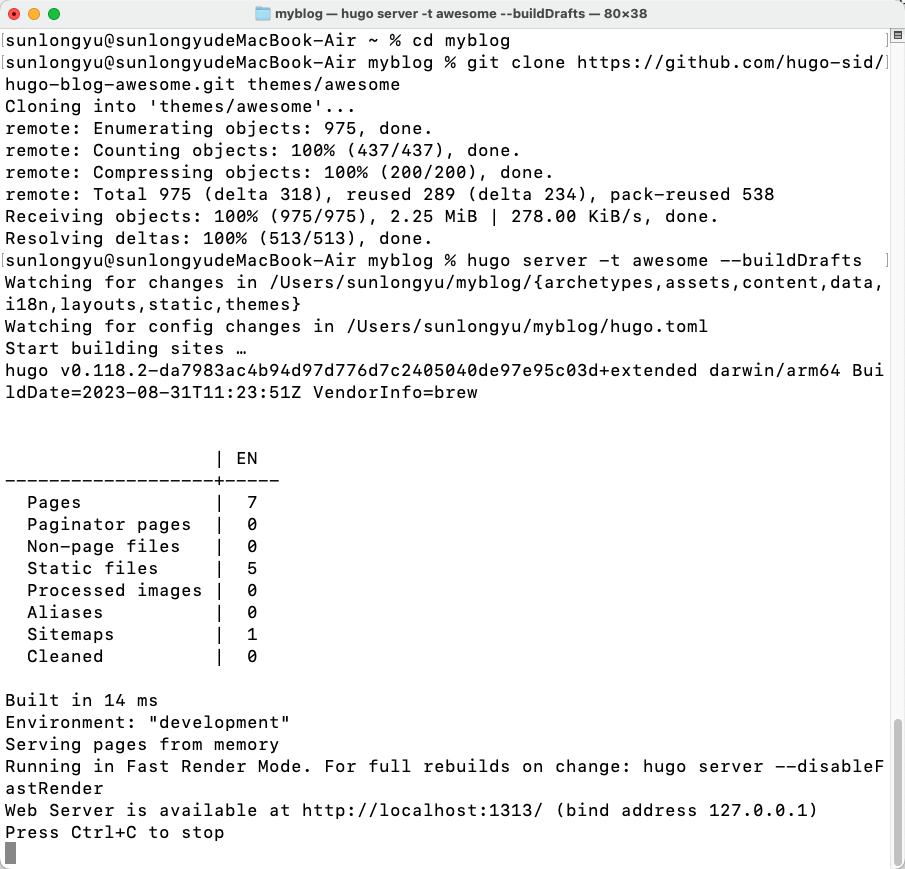 myblog — hugo server -t awesome --buildDrafts — 80×38
[sunlongyu@sunlongyudeMacBook-Air ~ % cd myblog ]
[sunlongyu@sunlongyudeMacBook-Air myblog % git clone https://github.com/hugo-sid/]
hugo-blog-awesome.git themes/awesome
Cloning into 'themes/awesome'...
remote: Enumerating objects: 975, done.
remote: Counting objects: 100% (437/437), done.
remote: Compressing objects: 100% (200/200), done.
remote: Total 975 (delta 318), reused 289 (delta 234), pack-reused 538
Receiving objects: 100% (975/975), 2.25 MiB | 278.00 KiB/s, done.
Resolving deltas: 100% (513/513), done.
[sunlongyu@sunlongyudeMacBook-Air myblog % hugo server -t awesome --buildDrafts ]
Watching for changes in /Users/sunlongyu/myblog/{archetypes,assets,content,data,
i18n,layouts,static,themes}
Watching for config changes in /Users/sunlongyu/myblog/hugo.toml
Start building sites …
hugo v0.118.2-da7983ac4b94d97d776d7c2405040de97e95c03d+extended darwin/arm64 Bui
ldDate=2023-08-31T11:23:51Z VendorInfo=brew
                   | EN
-------------------+-----
  Pages            |  7
  Paginator pages  |  0
  Non-page files   |  0
  Static files     |  5
  Processed images |  0
  Aliases          |  0
  Sitemaps         |  1
  Cleaned          |  0
Built in 14 ms
Environment: "development"
Serving pages from memory
Running in Fast Render Mode. For full rebuilds on change: hugo server --disableF
astRender
Web Server is available at http://localhost:1313/ (bind address 127.0.0.1)
Press Ctrl+C to stop